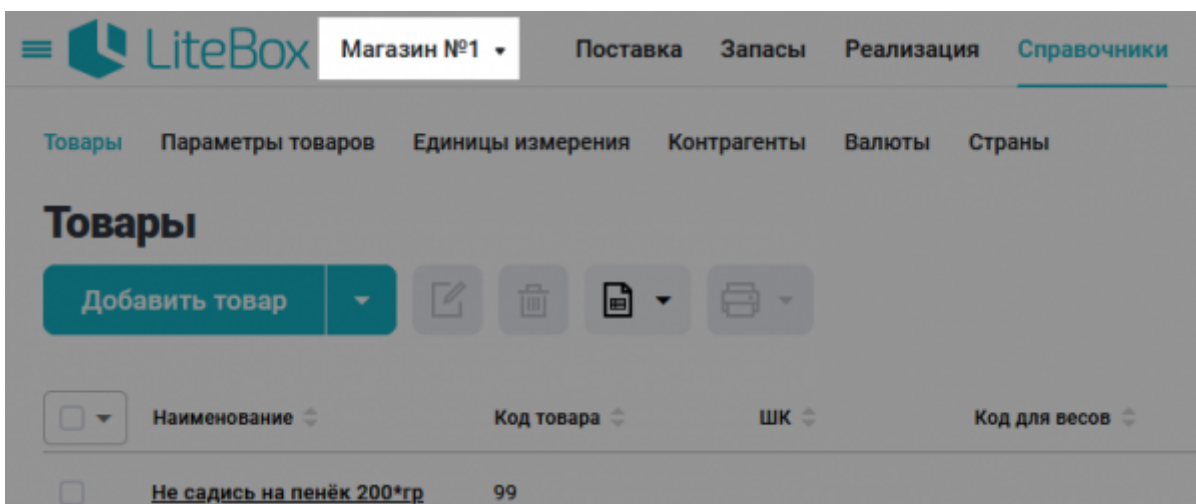 LiteBox Магазин №1 Поставка Запасы Реализация Справочники
Товары Параметры товаров Единицы измерения Контрагенты Валюты Страны
Товары
Добавить товар
Наименование Код товара ШК Код для весов
Не садись на пенёк 200*гр 99